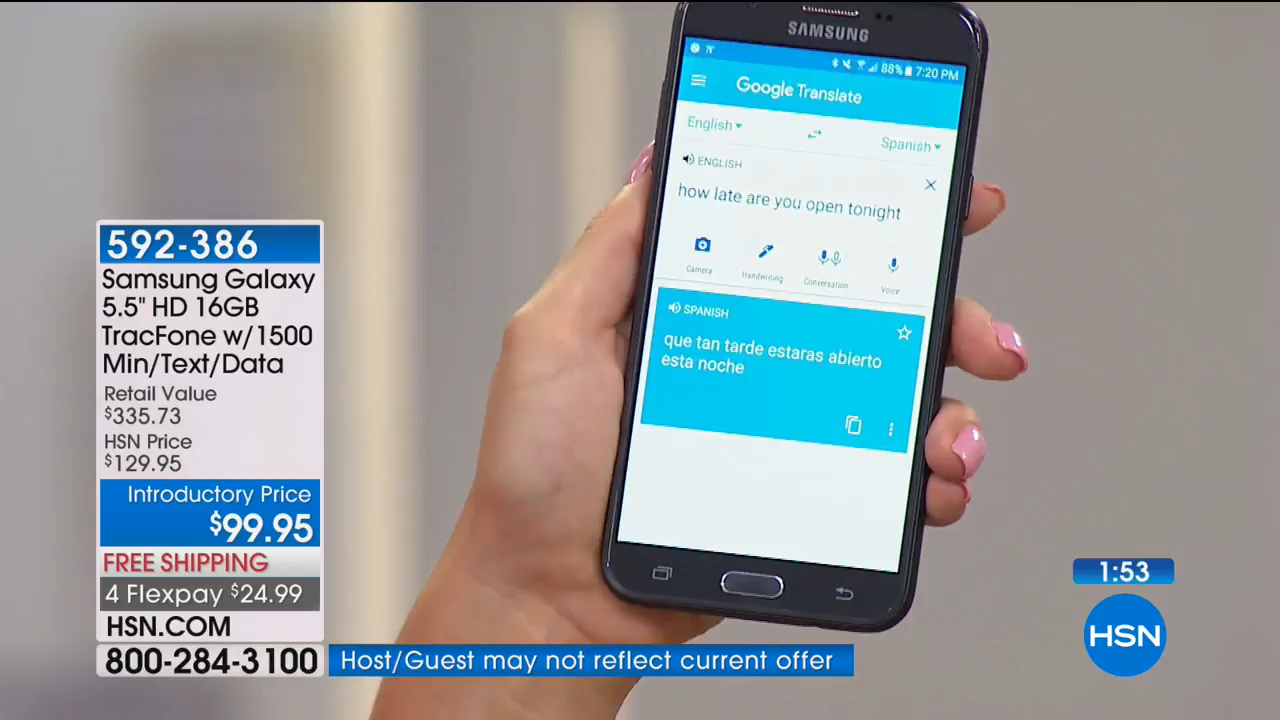 SAMSUNG
88% 7:20 PM
Google Translate
English Spanish
ENGLISH
how late are you open tonight
Camera Handwriting Conversation Voice
SPANISH
que tan tarde estaras abierto
esta noche
592-386
Samsung Galaxy
5.5" HD 16GB
TracFone w/1500
Min/Text/Data
Retail Value
$335.73
HSN Price
$129.95
Introductory Price
$99.95
FREE SHIPPING
4 Flexpay $24.99
HSN.COM
800-284-3100
Host/Guest may not reflect current offer
1:53
HSN